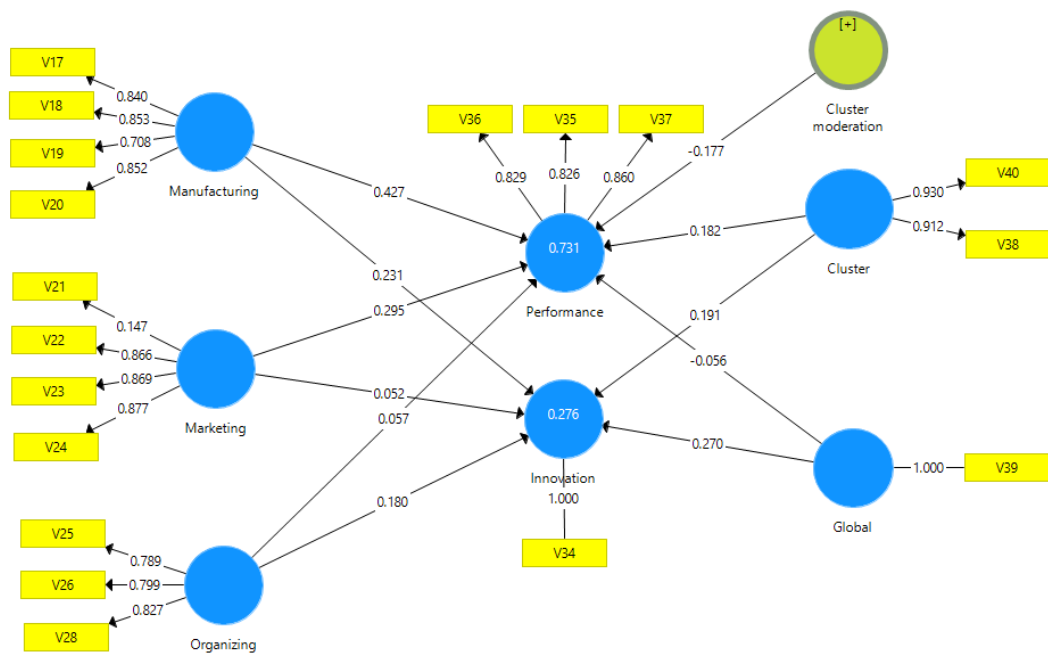 [+]
Cluster
moderation
V17
V18
V19
V20
0.840
0.853
0.708
0.852
Manufacturing
V36
V35
V37
0.829
0.826
0.860
-0.177
0.427
0.731
Performance
0.182
V40
V38
0.930
0.912
Cluster
0.231
0.295
0.191
-0.056
V21
V22
V23
V24
0.147
0.866
0.869
0.877
Marketing
0.052
0.057
0.276
Innovation
1.000
V34
0.270
1.000
V39
Global
0.180
V25
V26
V28
0.789
0.799
0.827
Organizing